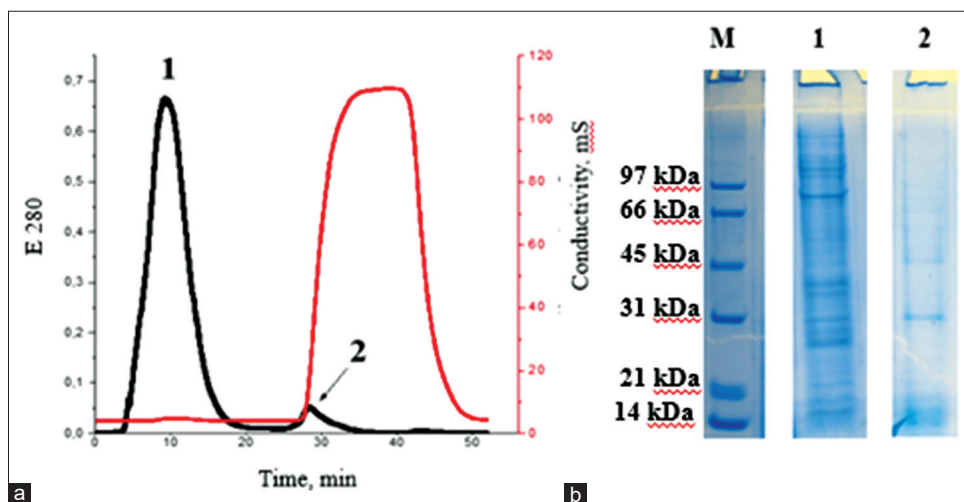 1
E 280
0,7
0,6
0,5
0,4
0,3
0,2
0,1
0,0
2
0 10 20 30 40 50
Time, min
120
100
80
60
40
20
0
Conductivity, mS
a
M 1 2
97 kDa
66 kDa
45 kDa
31 kDa
21 kDa
14 kDa
b